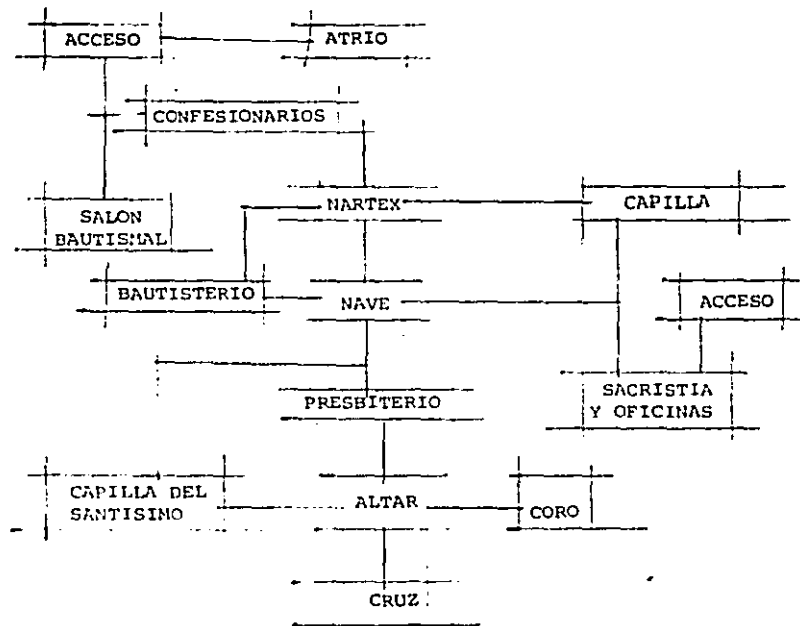 ACCESO
ATRIO
CONFESIONARIOS
SALON
BAUTISMAL
NARTEX
CAPILLA
BAUTISTERIO
NAVE
ACCESO
PRESBITERIO
SACRISTIA
Y OFICINAS
CAPILLA DEL
SANTISIMO
ALTAR
CORO
CRUZ